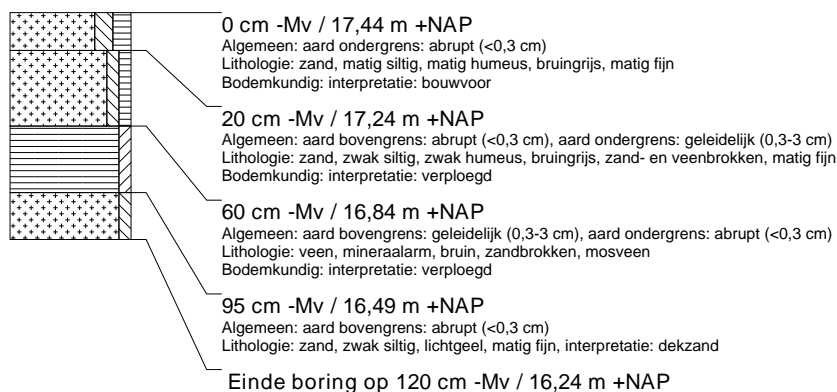 0 cm -Mv / 17,44 m +NAP
Algemeen: aard ondergrens: abrupt (<0,3 cm)
Lithologie: zand, matig siltig, matig humeus, bruingrijs, matig fijn
Bodemkundig: interpretatie: bouwvoor
20 cm -Mv / 17,24 m +NAP
Algemeen: aard bovengrens: abrupt (<0,3 cm), aard ondergrens: geleidelijk (0,3-3 cm)
Lithologie: zand, zwak siltig, zwak humeus, bruingrijs, zand- en veenbrokken, matig fijn
Bodemkundig: interpretatie: verploegd
60 cm -Mv / 16,84 m +NAP
Algemeen: aard bovengrens: geleidelijk (0,3-3 cm), aard ondergrens: abrupt (<0,3 cm)
Lithologie: veen, mineraalarm, bruin, zandbrokken, mosveen
Bodemkundig: interpretatie: verploegd
95 cm -Mv / 16,49 m +NAP
Algemeen: aard bovengrens: abrupt (<0,3 cm)
Lithologie: zand, zwak siltig, lichtgeel, matig fijn, interpretatie: dekzand
Einde boring op 120 cm -Mv / 16,24 m +NAP